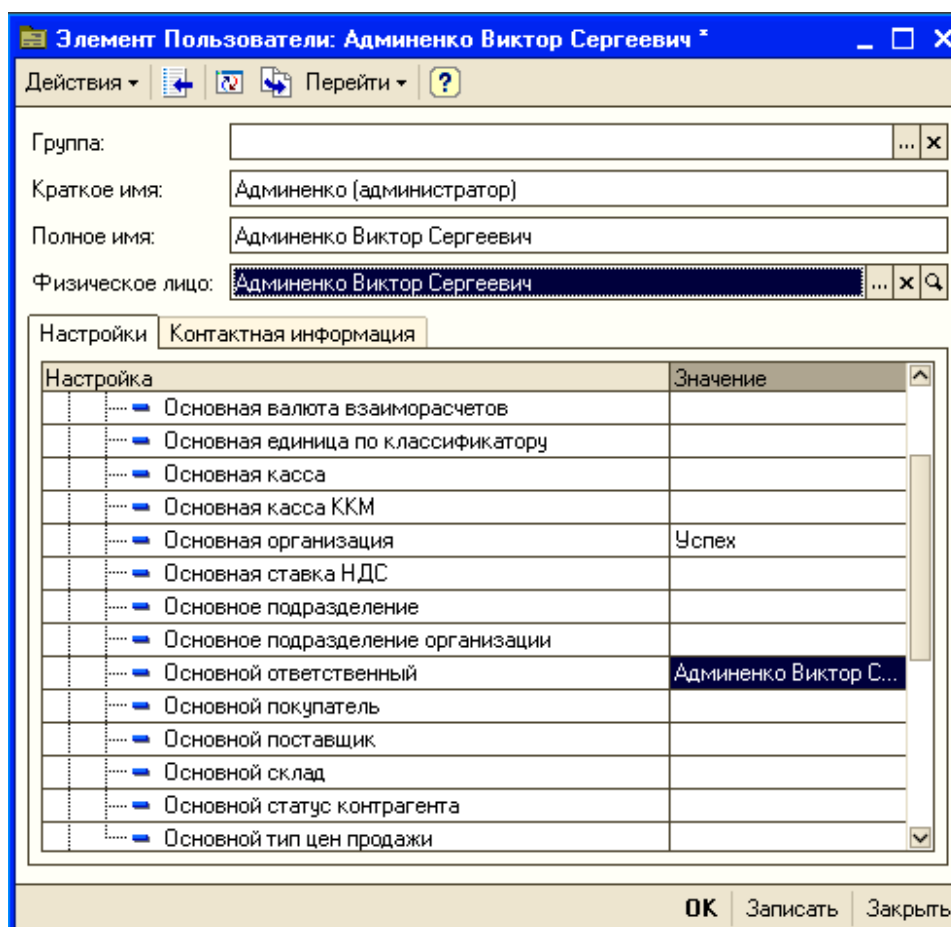 Элемент Пользователи: Админенко Виктор Сергеевич *
Действия Перейти ?
Группа: ... x
Краткое имя: Админенко (администратор)
Полное имя: Админенко Виктор Сергеевич
Физическое лицо: Админенко Виктор Сергеевич ... x
Настройки Контактная информация
Настройка Значение
Основная валюта взаиморасчетов
Основная единица по классификатору
Основная касса
Основная касса ККМ
Основная организация Успех
Основная ставка НДС
Основное подразделение
Основное подразделение организации
Основной ответственный Админенко Виктор С...
Основной покупатель
Основной поставщик
Основной склад
Основной статус контрагента
Основной тип цен продажи
OK Записать Закрыть